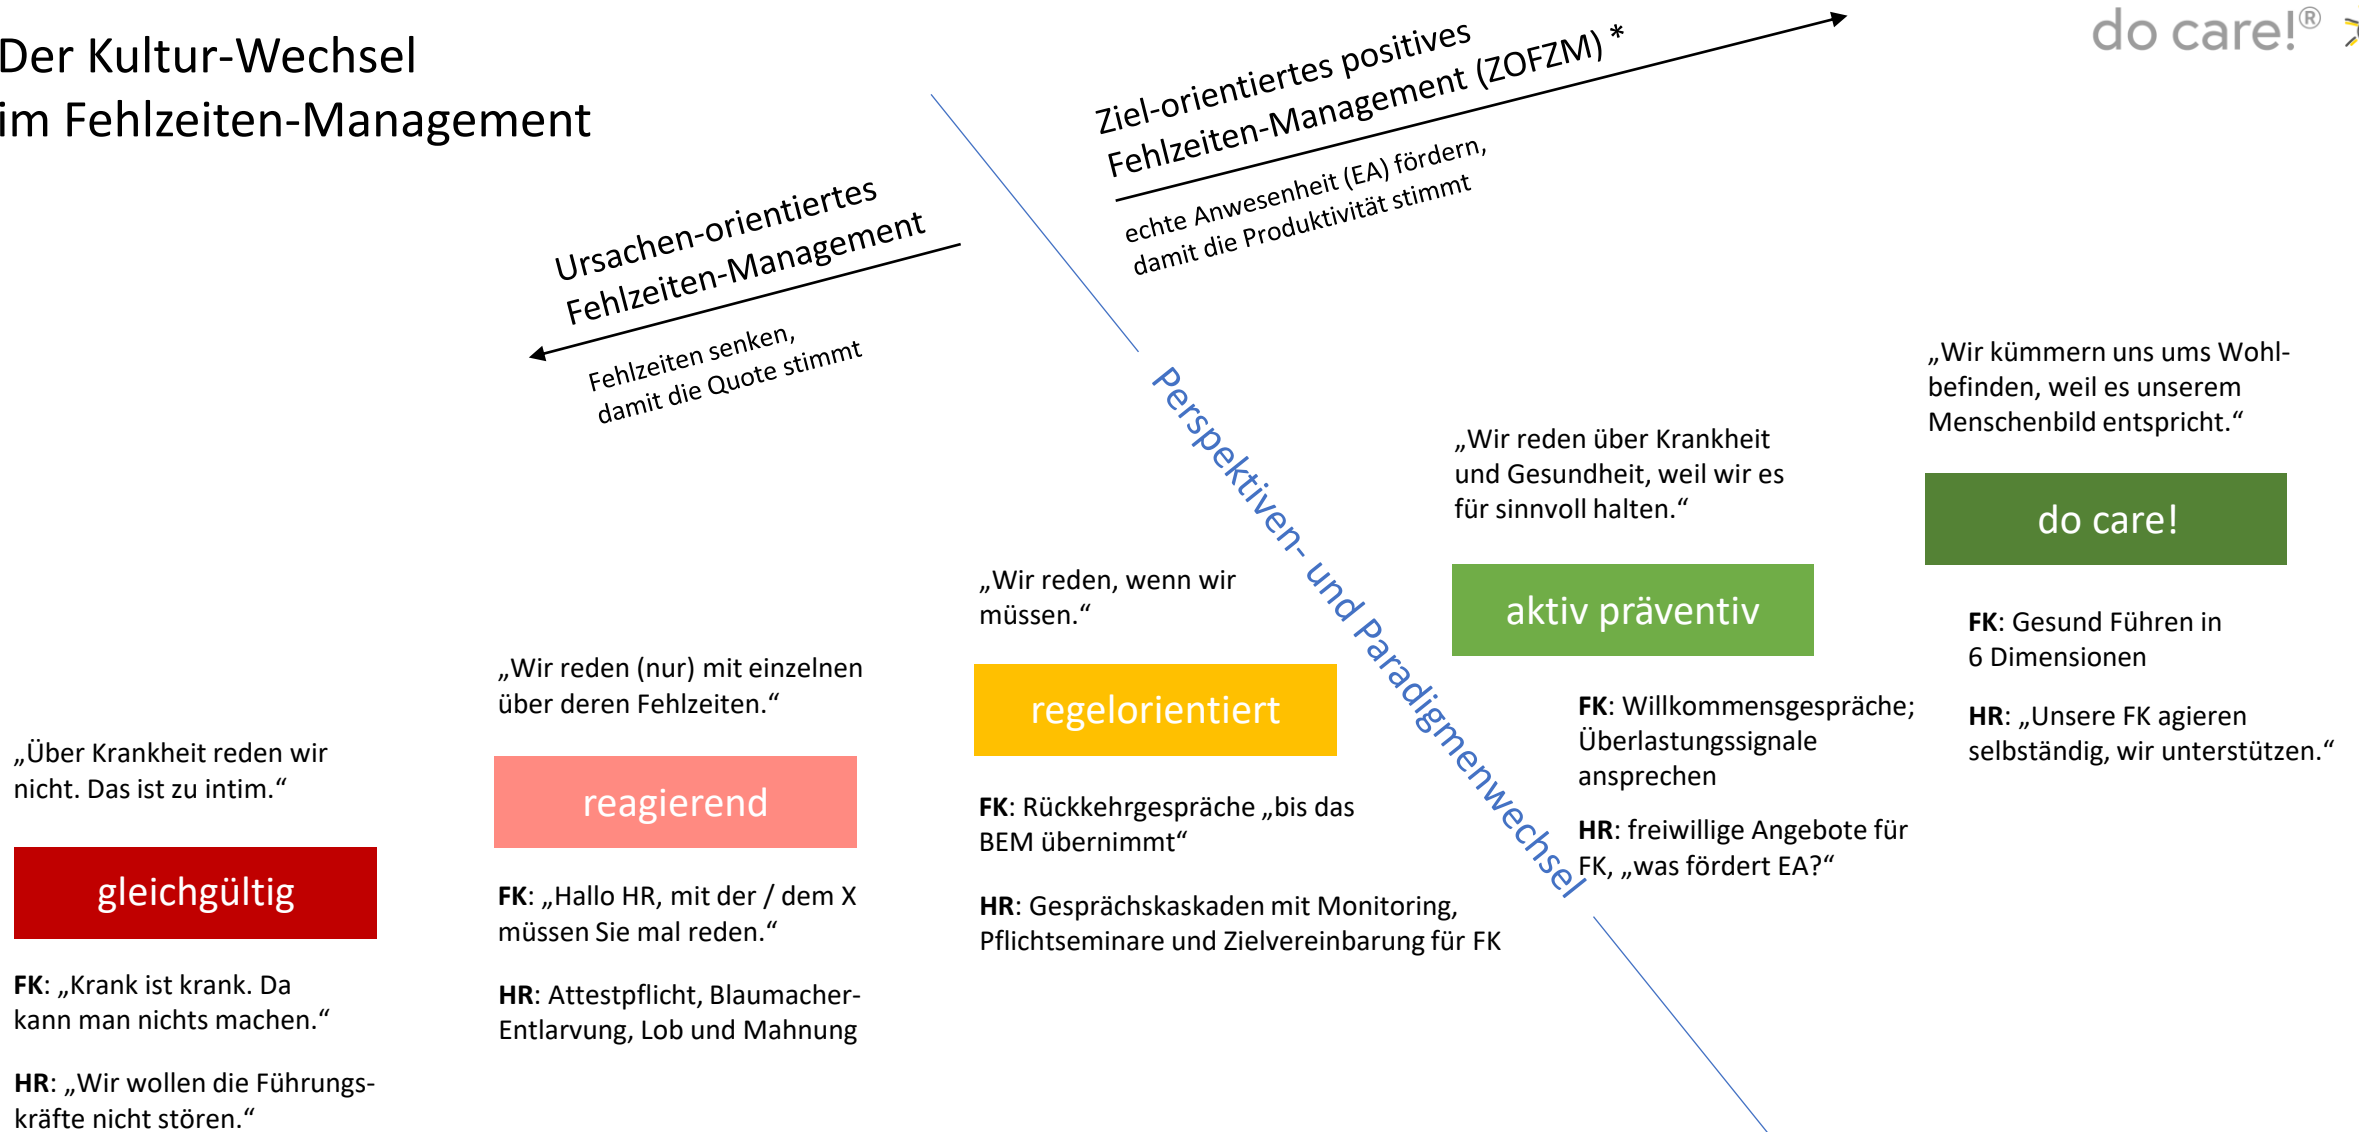 Der Kultur-Wechsel
im Fehlzeiten-Management
do care!®
Ursachen-orientiertes
Fehlzeiten-Management
Fehlzeiten senken,
damit die Quote stimmt
Ziel-orientiertes positives
Fehlzeiten-Management (ZOFZM) *
echte Anwesenheit (EA) fördern,
damit die Produktivität stimmt
Perspektiven- und Paradigmenwechsel
„Über Krankheit reden wir
nicht. Das ist zu intim.“
gleichgültig
FK: „Krank ist krank. Da
kann man nichts machen.“
HR: „Wir wollen die Führungs-
kräfte nicht stören.“
„Wir reden (nur) mit einzelnen
über deren Fehlzeiten.“
reagierend
FK: „Hallo HR, mit der / dem X
müssen Sie mal reden.“
HR: Attestpflicht, Blaumacher-
Entlarvung, Lob und Mahnung
„Wir reden, wenn wir
müssen.“
regelorientiert
FK: Rückkehrgespräche „bis das
BEM übernimmt“
HR: Gesprächskaskaden mit Monitoring,
Pflichtseminare und Zielvereinbarung für FK
„Wir reden über Krankheit
und Gesundheit, weil wir es
für sinnvoll halten.“
aktiv präventiv
FK: Willkommensgespräche;
Überlastungssignale
ansprechen
HR: freiwillige Angebote für
FK, „was fördert EA?“
„Wir kümmern uns ums Wohl-
befinden, weil es unserem
Menschenbild entspricht.“
do care!
FK: Gesund Führen in
6 Dimensionen
HR: „Unsere FK agieren
selbständig, wir unterstützen.“